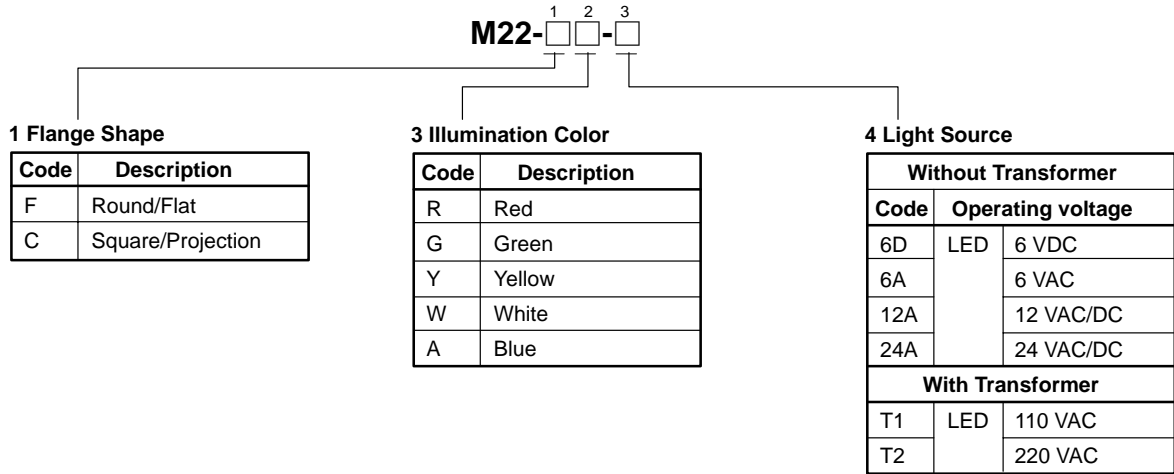 1 2 3
M22-□□-□
1 Flange Shape
Code Description
F Round/Flat
C Square/Projection
3 Illumination Color
Code Description
R Red
G Green
Y Yellow
W White
A Blue
4 Light Source
Without Transformer
Code Operating voltage
6D LED 6 VDC
6A 6 VAC
12A 12 VAC/DC
24A 24 VAC/DC
With Transformer
T1 LED 110 VAC
T2 220 VAC